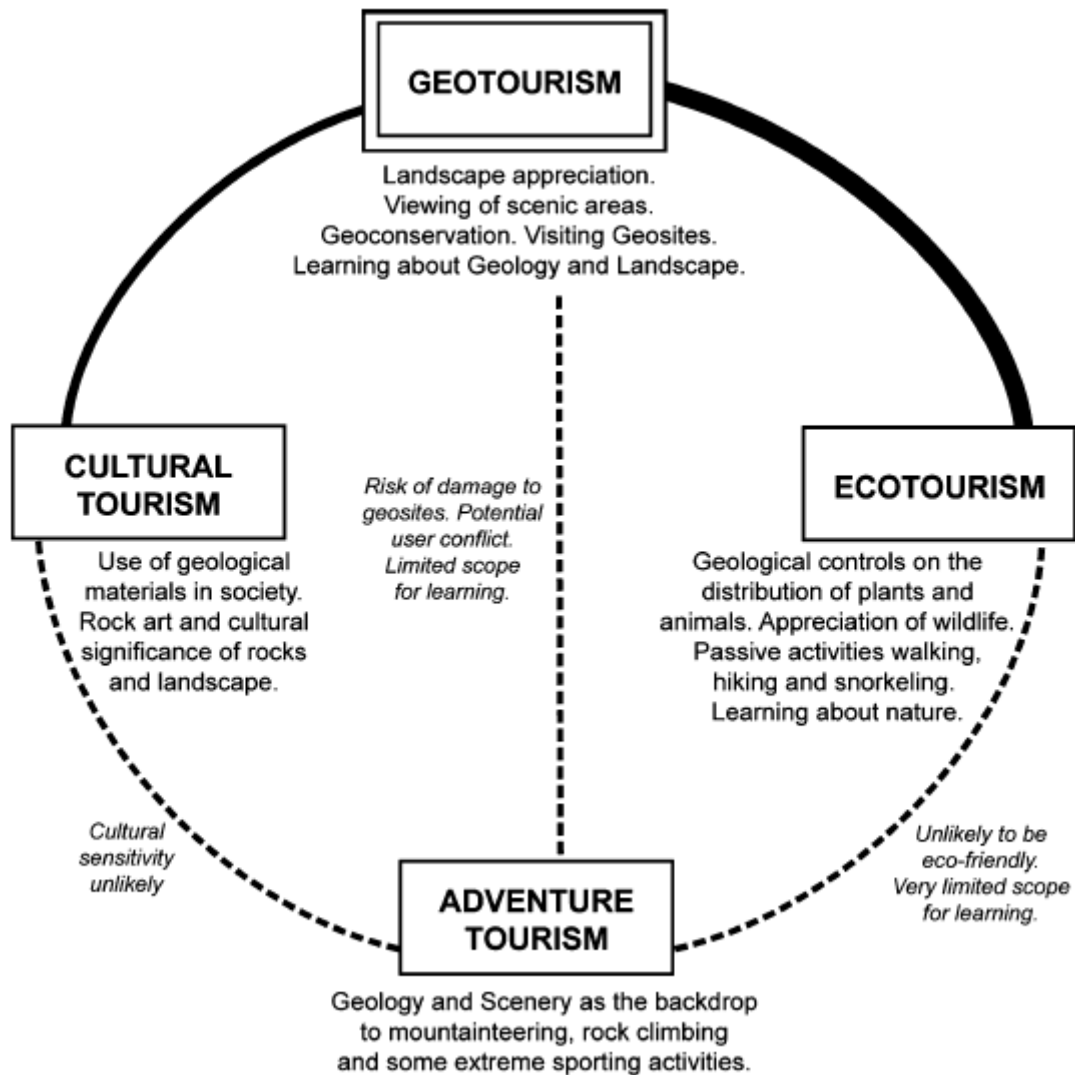 GEOTOURISM
Landscape appreciation.
Viewing of scenic areas.
Geoconservation. Visiting Geosites.
Learning about Geology and Landscape.
CULTURAL
TOURISM
Use of geological
materials in society.
Rock art and cultural
significance of rocks
and landscape.
Risk of damage to
geosites. Potential
user conflict.
Limited scope
for learning.
ECOTOURISM
Geological controls on the
distribution of plants and
animals. Appreciation of wildlife.
Passive activities walking,
hiking and snorkeling.
Learning about nature.
Cultural
sensitivity
unlikely
Unlikely to be
eco-friendly.
Very limited scope
for learning.
ADVENTURE
TOURISM
Geology and Scenery as the backdrop
to mountainteering, rock climbing
and some extreme sporting activities.